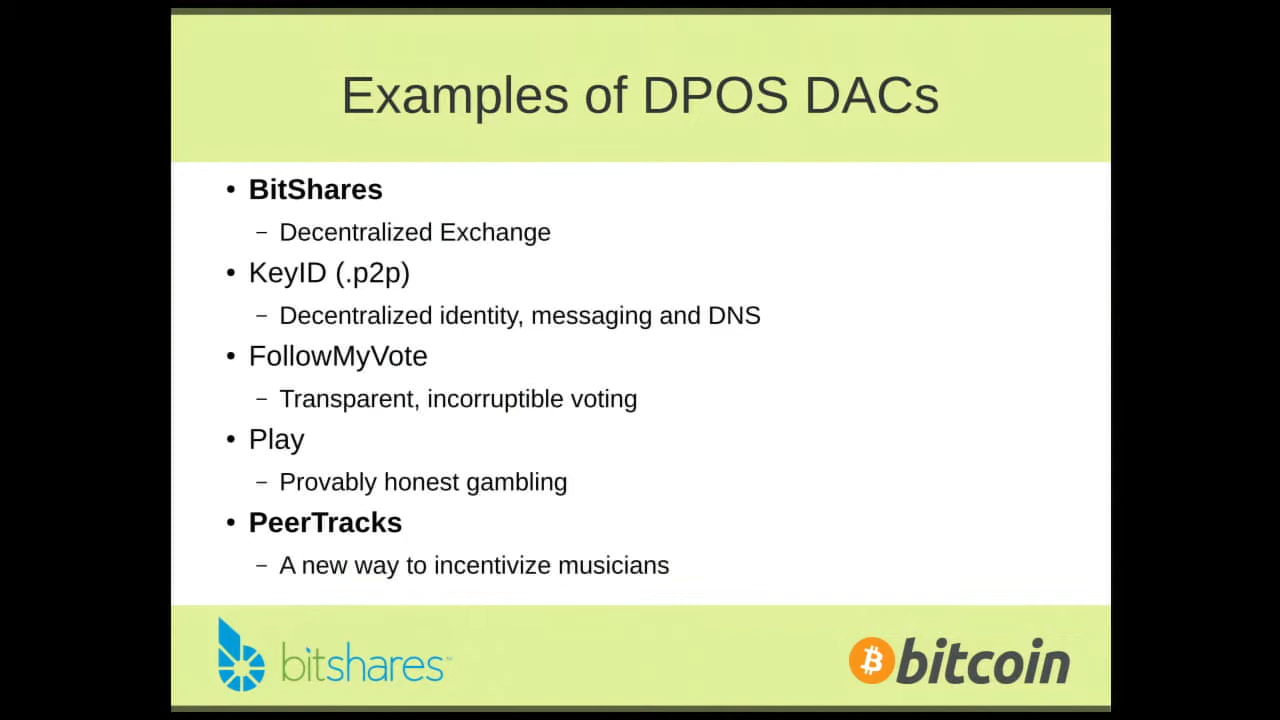 Examples of DPOS DACs
• BitShares
– Decentralized Exchange
• KeyID (.p2p)
– Decentralized identity, messaging and DNS
• FollowMyVote
– Transparent, incorruptible voting
• Play
– Provably honest gambling
• PeerTracks
– A new way to incentivize musicians
bitshares™
bitcoin